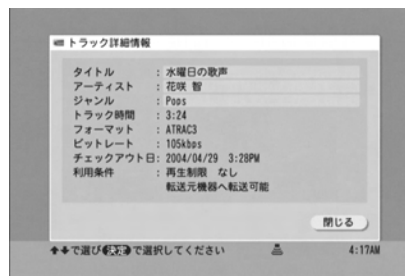 トラック詳細情報
タイトル : 水曜日の歌声
アーティスト : 花咲 智
ジャンル : Pops
トラック時間 : 3:24
フォーマット : ATRAC3
ビットレート : 105kbps
チェックアウト日: 2004/04/29 3:28PM
利用条件 : 再生制限 なし
転送元機器へ転送可能
閉じる
↑↓で選び 決定 で選択してください 4:17AM